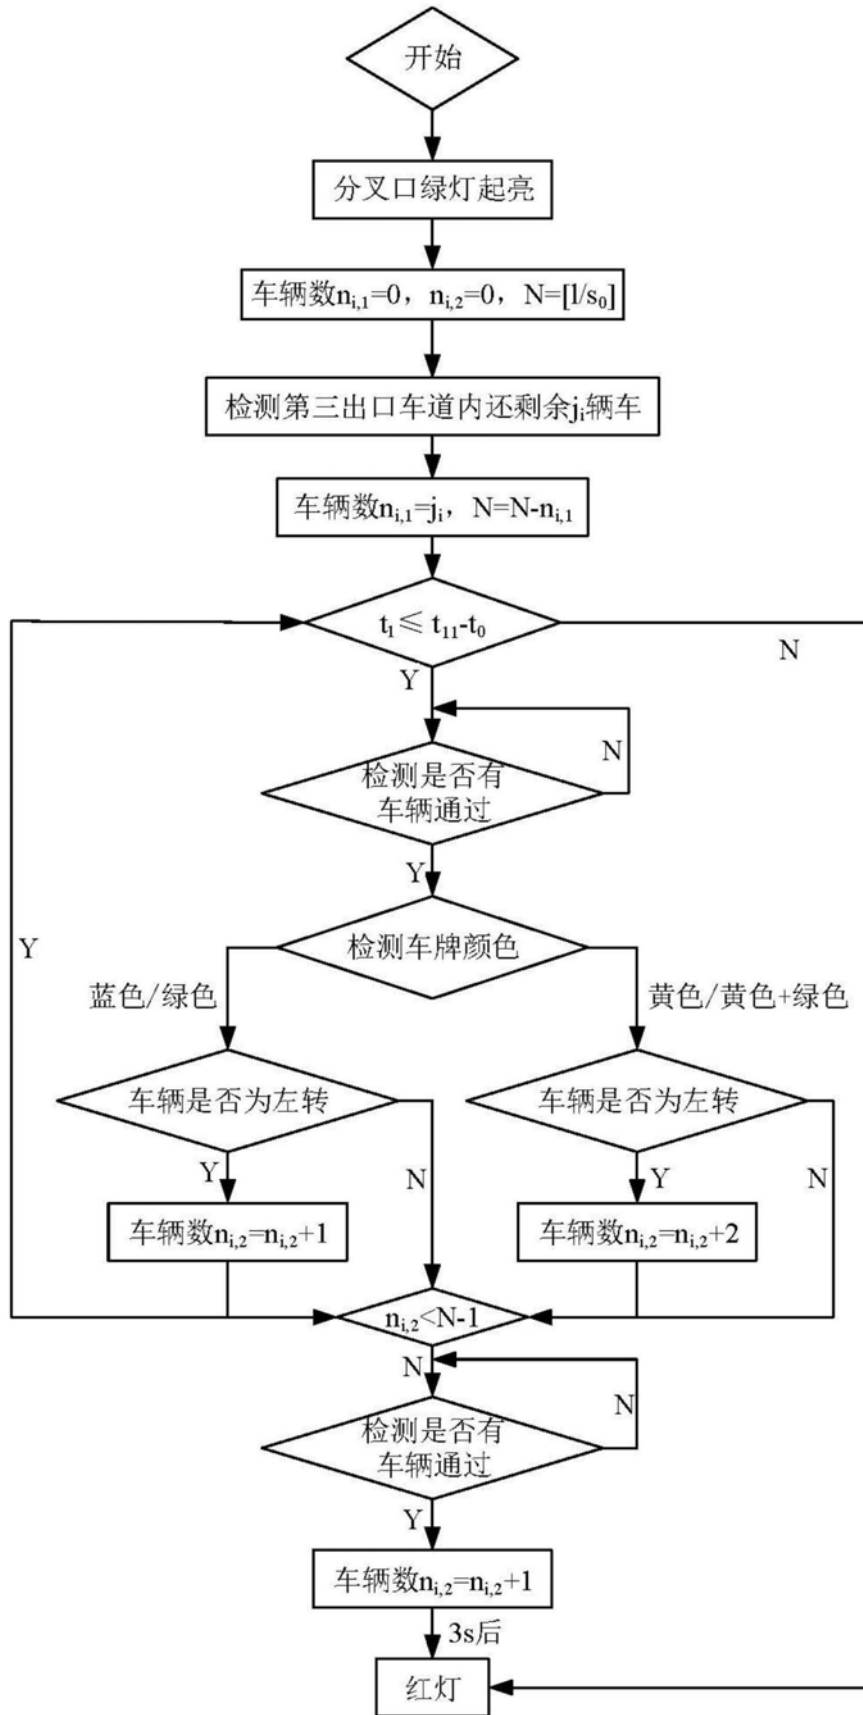 开始
分叉口绿灯起亮
车辆数n_{i,1}=0，n_{i,2}=0，N=[l/s_0]
检测第三出口车道内还剩余j_i辆车
车辆数n_{i,1}=j_i，N=N-n_{i,1}
t_1≤t_{11}-t_0
N
Y
N
检测是否有
车辆通过
Y
检测车牌颜色
Y
蓝色/绿色
黄色/黄色+绿色
车辆是否为左转
车辆是否为左转
Y
N
Y
N
车辆数n_{i,2}=n_{i,2}+1
车辆数n_{i,2}=n_{i,2}+2
n_{i,2}<N-1
N
N
检测是否有
车辆通过
Y
车辆数n_{i,2}=n_{i,2}+1
3s后
红灯